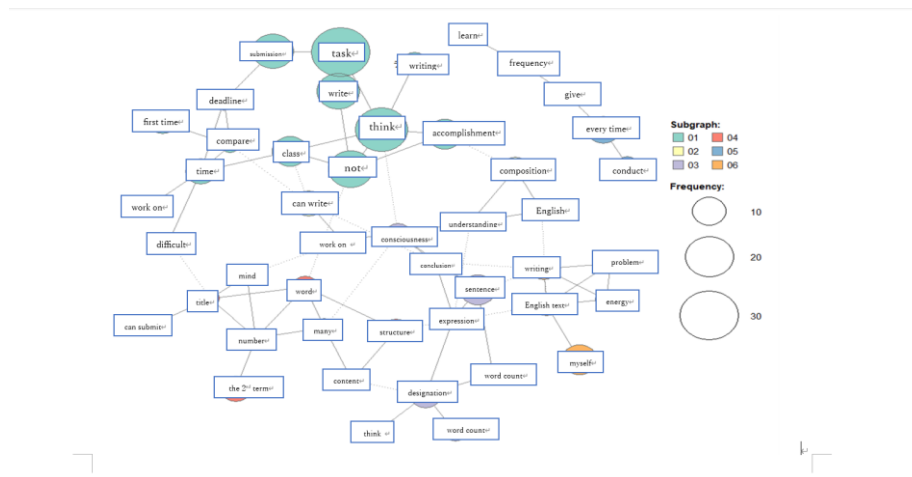 learn
submission
task
writing
frequency
write
give
deadline
first time
think
accomplishment
every time
compare
class
not
time
composition
conduct
work on
can write
English
understanding
difficult
work on
consciousness
conclusion
writing
problem
mind
title
word
sentence
English text
energy
can submit
many
structure
expression
number
myself
the 2nd term
content
designation
word count
think
word count
Subgraph:
01 04
02 05
03 06
Frequency:
10
20
30